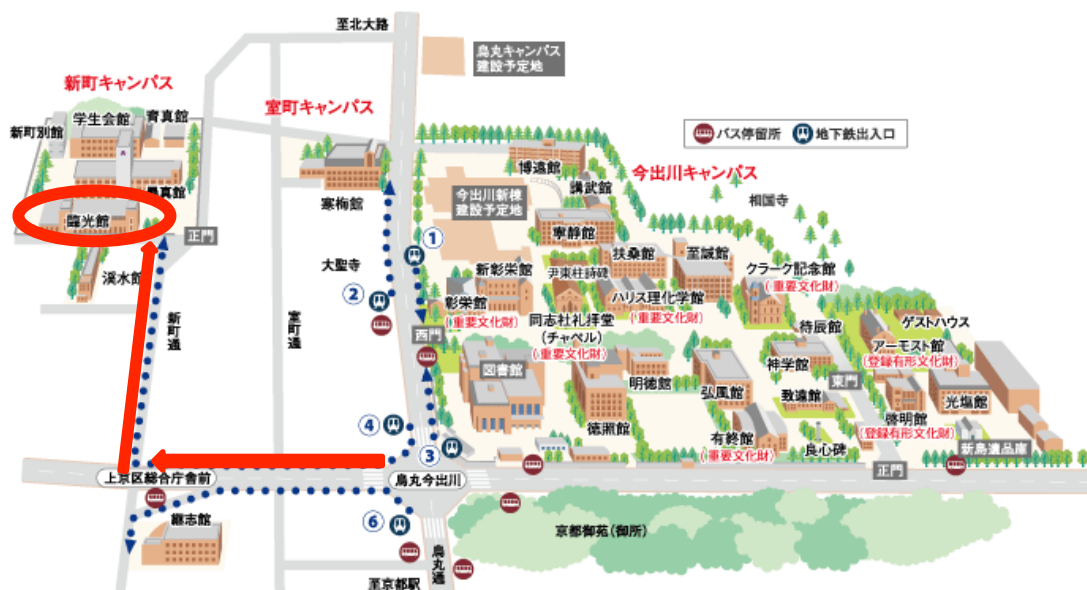 至北大路
烏丸キャンパス
建設予定地
新町キャンパス
室町キャンパス
学生会館
育真館
新町別館
バス停留所
地下鉄出入口
博遠館
今出川キャンパス
講武館
相国寺
今出川新棟
建設予定地
寒梅館
臨光館
寧静館
正門
①
扶桑館
至誠館
渓水館
大聖寺
新彰栄館
尹東柱詩碑
クラーク記念館
(重要文化財)
②
彰栄館
(重要文化財)
ハリス理化学館
(重要文化財)
同志社礼拝堂
(チャペル)
(重要文化財)
待辰館
ゲストハウス
アーモスト館
(登録有形文化財)
新町通
室町通
西門
図書館
神学館
明徳館
弘風館
東門
致遠館
光塩館
啓明館
(登録有形文化財)
④
徳照館
有終館
(重要文化財)
良心碑
③
新島遺品庫
正門
上京区総合庁舎前
烏丸今出川
⑥
継志館
京都御苑(御所)
烏丸通
至京都駅